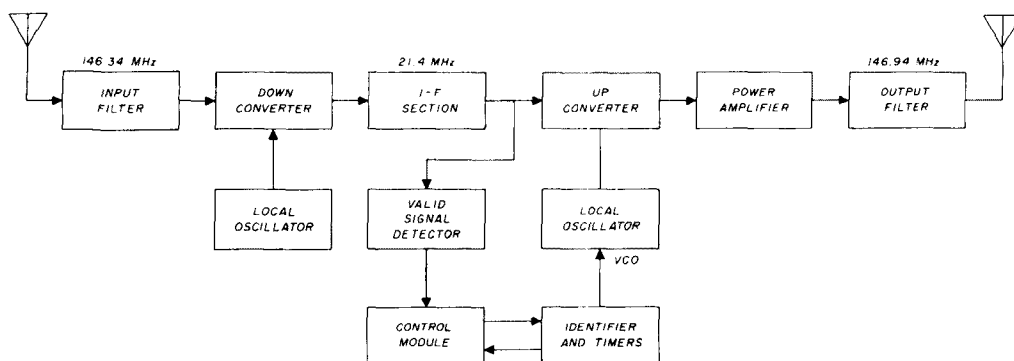 146.34 MHz
INPUT
FILTER
DOWN
CONVERTER
21.4 MHz
I-F
SECTION
UP
CONVERTER
POWER
AMPLIFIER
146.94 MHz
OUTPUT
FILTER
LOCAL
OSCILLATOR
VALID
SIGNAL
DETECTOR
LOCAL
OSCILLATOR
VCO
CONTROL
MODULE
IDENTIFIER
AND TIMERS